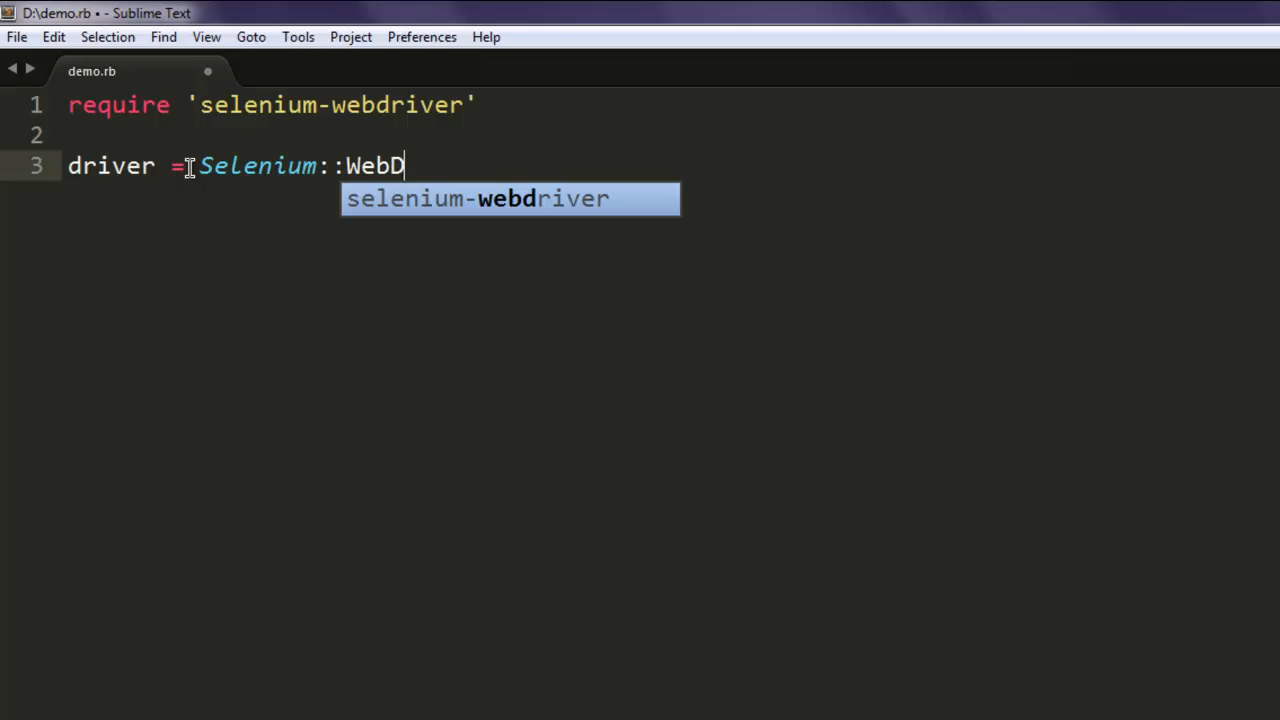 D:\demo.rb • - Sublime Text
File Edit Selection Find View Goto Tools Project Preferences Help
demo.rb
1 require 'selenium-webdriver'
2
3 driver = Selenium::WebD
selenium-webdriver